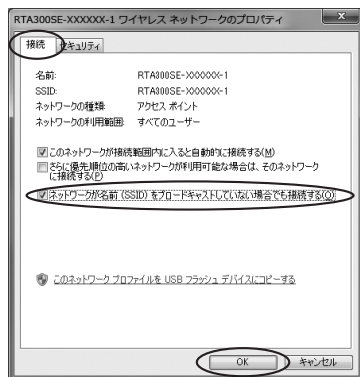 RTA300SE-XXXXXX-1 ワイヤレス ネットワークのプロパティ
接続 セキュリティ
名前: RTA300SE-XXXXXX-1
SSID: RTA300SE-XXXXXX-1
ネットワークの種類: アクセス ポイント
ネットワークの利用範囲: すべてのユーザー
このネットワークが接続範囲内に入ると自動的に接続する(M)
さらに優先順位の高いネットワークが利用可能な場合は、そのネットワーク
に接続する(P)
ネットワークが名前 (SSID) をブロードキャストしていない場合でも接続する(O)
このネットワーク プロファイルを USB フラッシュ デバイスにコピーする
OK キャンセル